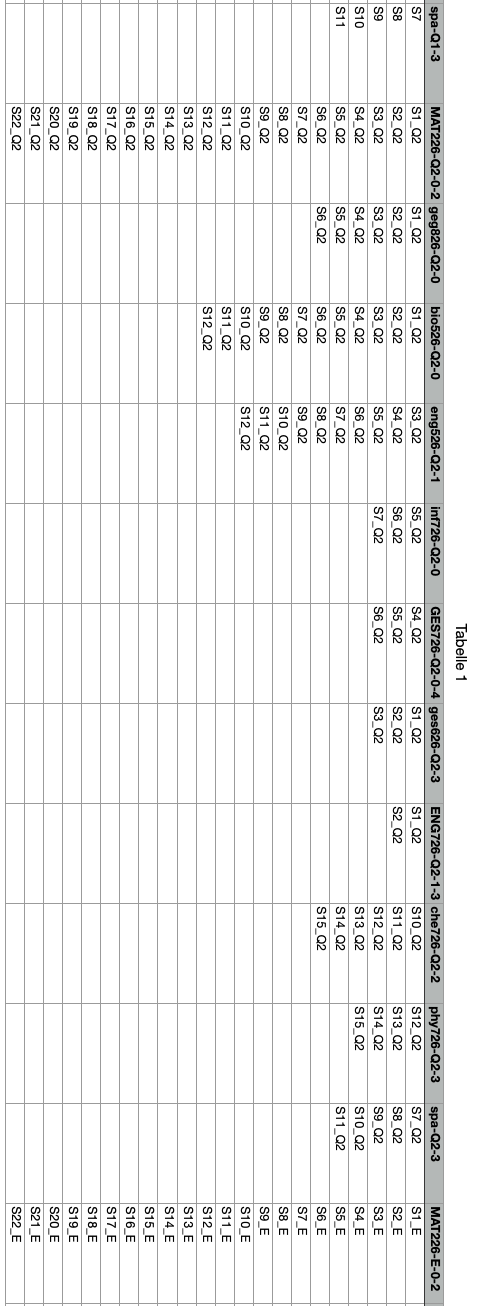 Tabelle 1
spa-Q1-3 MAT226-Q2-0-2 geg826-Q2-0 bio526-Q2-0 eng526-Q2-1 inf726-Q2-0 GES726-Q2-0-4 ges626-Q2-3 ENG726-Q2-1-3 che726-Q2-2 phy726-Q2-3 spa-Q2-3 MAT226-E-0-2
S7 S1_Q2 S1_Q2 S1_Q2 S3_Q2 S5_Q2 S4_Q2 S1_Q2 S1_Q2 S10_Q2 S12_Q2 S7_Q2 S1_E
S8 S2_Q2 S2_Q2 S2_Q2 S4_Q2 S6_Q2 S5_Q2 S2_Q2 S2_Q2 S11_Q2 S13_Q2 S8_Q2 S2_E
S9 S3_Q2 S3_Q2 S3_Q2 S5_Q2 S7_Q2 S6_Q2 S3_Q2 S12_Q2 S14_Q2 S9_Q2 S3_E
S10 S4_Q2 S4_Q2 S4_Q2 S6_Q2 S13_Q2 S15_Q2 S10_Q2 S4_E
S11 S5_Q2 S5_Q2 S5_Q2 S7_Q2 S14_Q2 S11_Q2 S5_E
S6_Q2 S6_Q2 S6_Q2 S8_Q2 S15_Q2 S6_E
S7_Q2 S7_Q2 S9_Q2 S7_E
S8_Q2 S8_Q2 S10_Q2 S8_E
S9_Q2 S9_Q2 S11_Q2 S9_E
S10_Q2 S10_Q2 S12_Q2 S10_E
S11_Q2 S11_Q2 S11_E
S12_Q2 S12_Q2 S12_E
S13_Q2 S13_E
S14_Q2 S14_E
S15_Q2 S15_E
S16_Q2 S16_E
S17_Q2 S17_E
S18_Q2 S18_E
S19_Q2 S19_E
S20_Q2 S20_E
S21_Q2 S21_E
S22_Q2 S22_E